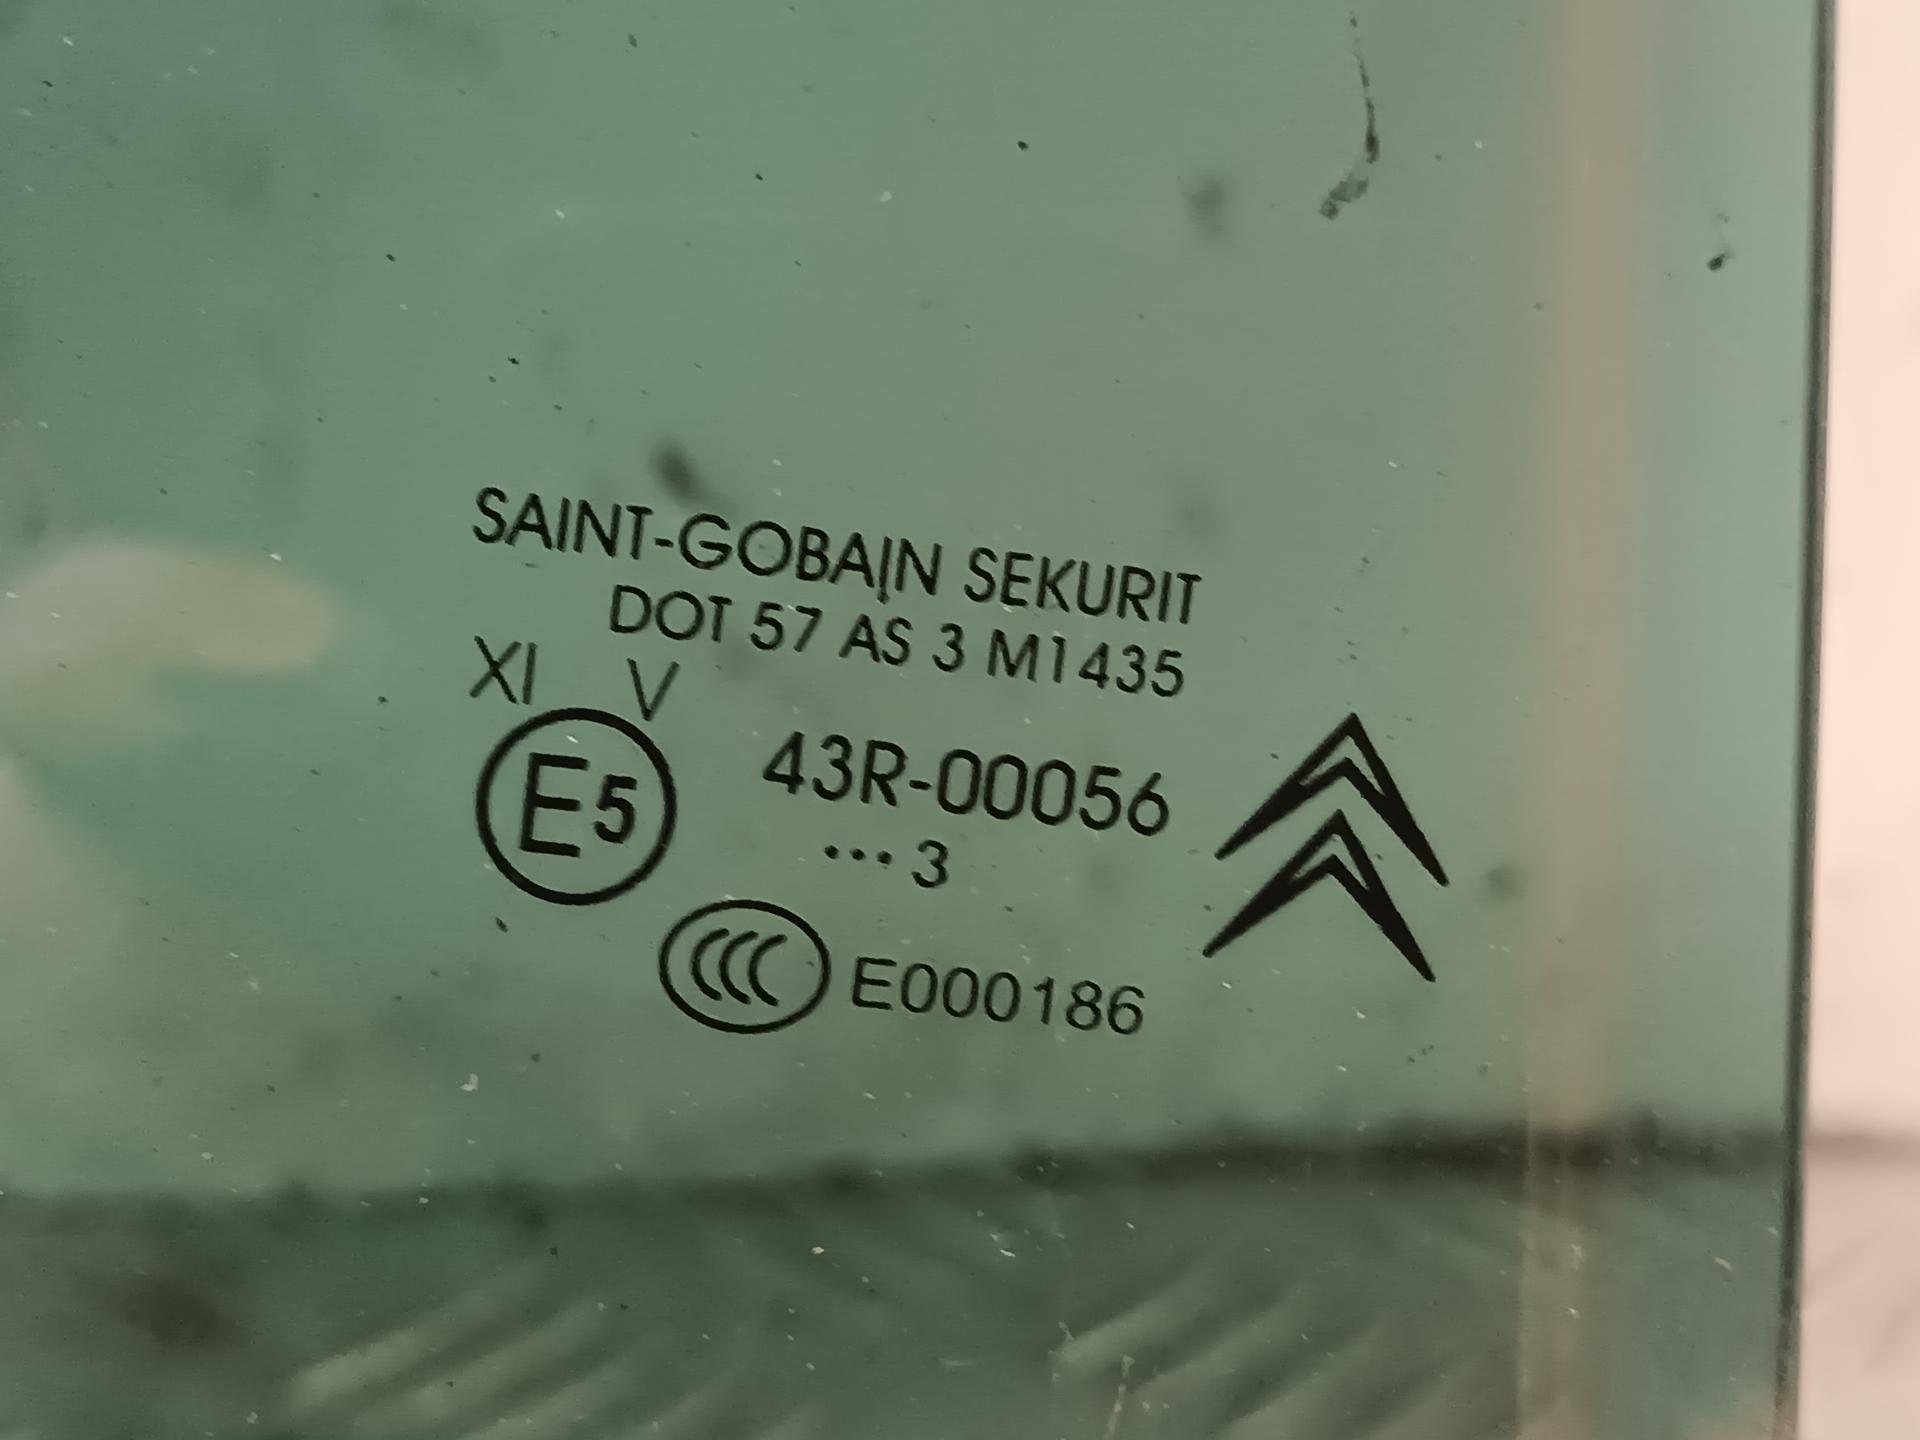 SAINT-GOBAIN SEKURIT
DOT 57 AS 3 M1435
XI V
E5 43R-00056
... 3
CCC E000186